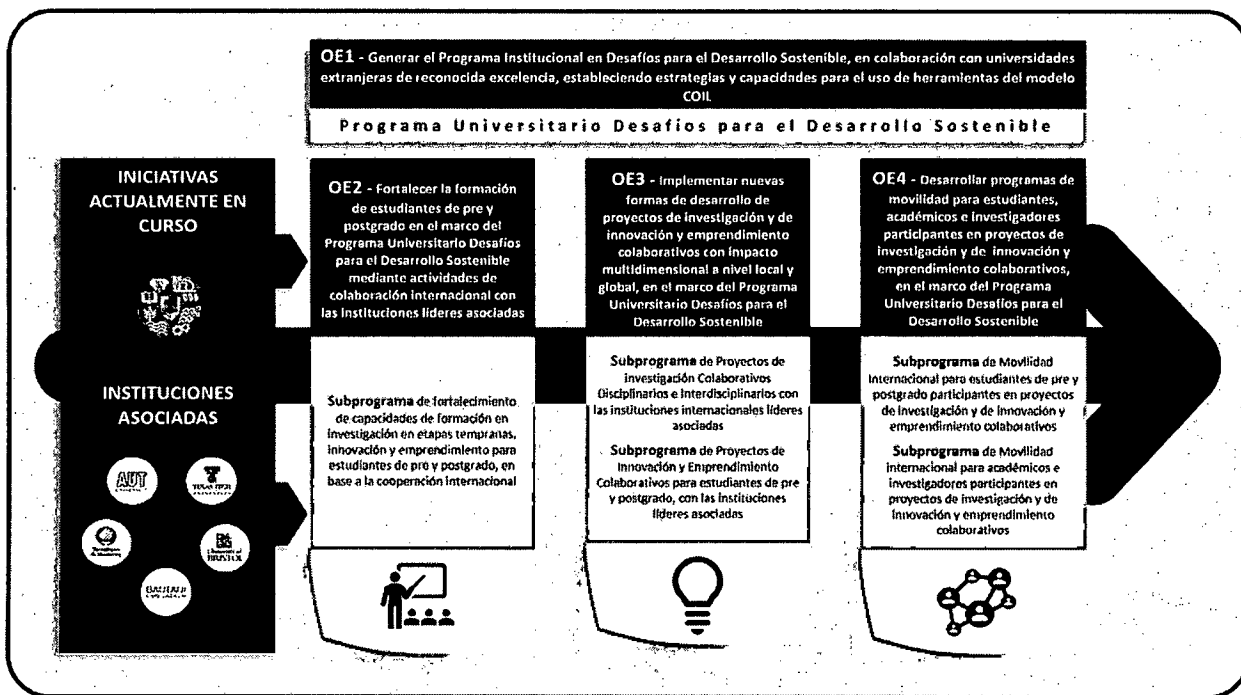 OE1 - Generar el Programa Institucional en Desafíos para el Desarrollo Sostenible, en colaboración con universidades
extranjeras de reconocida excelencia, estableciendo estrategias y capacidades para el uso de herramientas del modelo
COIL
Programa Universitario Desafíos para el Desarrollo Sostenible
INICIATIVAS
ACTUALMENTE EN
CURSO
INSTITUCIONES
ASOCIADAS
AUT
TEXAS TECH
University of
BRISTOL
OE2 - Fortalecer la formación
de estudiantes de pre y
postgrado en el marco del
Programa Universitario Desafíos
para el Desarrollo Sostenible
mediante actividades de
colaboración internacional con
las instituciones líderes asociadas
Subprograma de fortalecimiento
de capacidades de formación en
investigación en etapas tempranas,
innovación y emprendimiento para
estudiantes de pre y postgrado, en
base a la cooperación internacional
OE3 - Implementar nuevas
formas de desarrollo de
proyectos de investigación y de
innovación y emprendimiento
colaborativos con impacto
multidimensional a nivel local y
global, en el marco del Programa
Universitario Desafíos para el
Desarrollo Sostenible
Subprograma de Proyectos de
Investigación Colaborativos
Disciplinarios e Interdisciplinarios con
las instituciones internacionales líderes
asociadas
Subprograma de Proyectos de
Innovación y Emprendimiento
Colaborativos para estudiantes de pre
y postgrado, con las instituciones
líderes asociadas
OE4 - Desarrollar programas de
movilidad para estudiantes,
académicos e investigadores
participantes en proyectos de
investigación y de innovación y
emprendimiento colaborativos,
en el marco del Programa
Universitario Desafíos para el
Desarrollo Sostenible
Subprograma de Movilidad
Internacional para estudiantes de pre y
postgrado participantes en proyectos
de investigación y de innovación y
emprendimiento colaborativos
Subprograma de Movilidad
Internacional para académicos e
investigadores participantes en
proyectos de investigación y de
innovación y emprendimiento
colaborativos